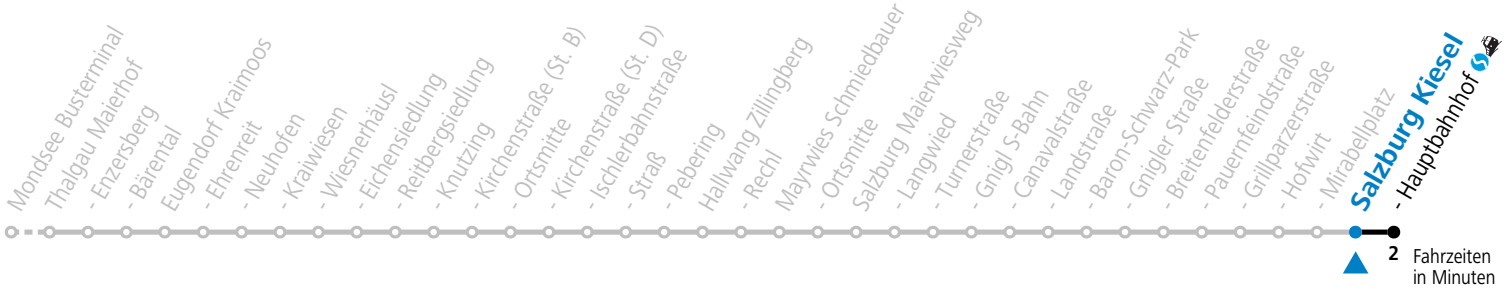 Mondsee Busterminal
Thalgau Maierhof
- Enzersberg
- Bärental
Eugendorf Kraimoos
- Ehrenreit
- Neuhofen
- Kraiwiesen
- Wiesnerhäusl
- Eichensiedlung
- Reitbergsiedlung
- Knutzing
- Kirchenstraße (St. B)
- Ortsmitte
- Kirchenstraße (St. D)
- Ischlerbahnstraße
- Straß
Pebering
Hallwang Zillingberg
- Rechl
Mayrwies Schmiedbauer
- Ortsmitte
Salzburg Maierwiesweg
- Langwied
- Turnerstraße
- Gnigl S-Bahn
- Canavalstraße
- Landstraße
- Baron-Schwarz-Park
- Gnigler Straße
- Breitenfelderstraße
- Pauernfeindstraße
- Grillparzerstraße
- Hofwirt
- Mirabellplatz
Salzburg Kiesel
- Hauptbahnhof
2
Fahrzeiten
in Minuten